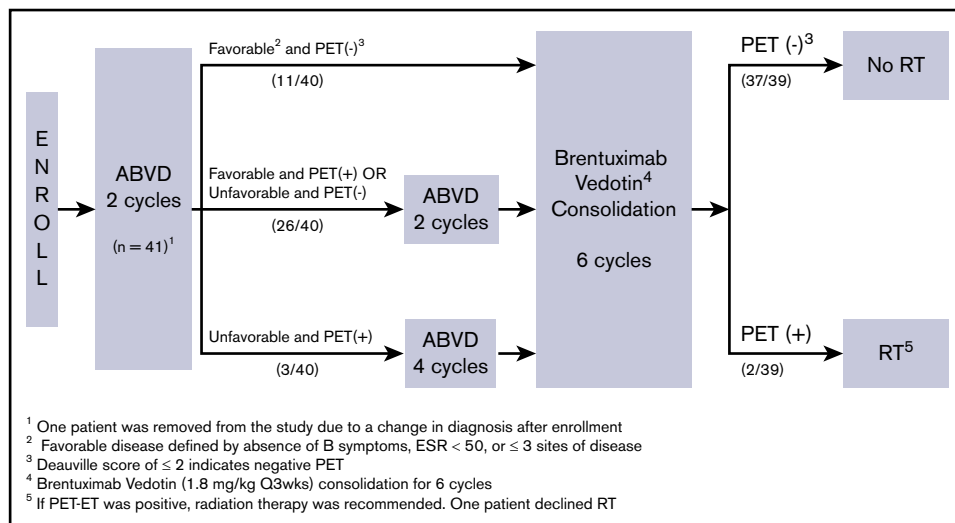 ENROLL
ABVD
2 cycles
(n = 41)¹
Favorable² and PET(-)³
(11/40)
Favorable and PET(+) OR
Unfavorable and PET(-)
(26/40)
ABVD
2 cycles
Unfavorable and PET(+)
(3/40)
ABVD
4 cycles
Brentuximab
Vedotin⁴
Consolidation
6 cycles
PET (-)³
(37/39)
No RT
PET (+)
(2/39)
RT⁵
¹ One patient was removed from the study due to a change in diagnosis after enrollment
² Favorable disease defined by absence of B symptoms, ESR < 50, or ≤ 3 sites of disease
³ Deauville score of ≤ 2 indicates negative PET
⁴ Brentuximab Vedotin (1.8 mg/kg Q3wks) consolidation for 6 cycles
⁵ If PET-ET was positive, radiation therapy was recommended. One patient declined RT